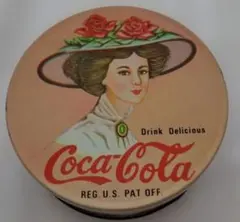 Drink Delicious
Coca-Cola
REG. U.S. PAT OFF.